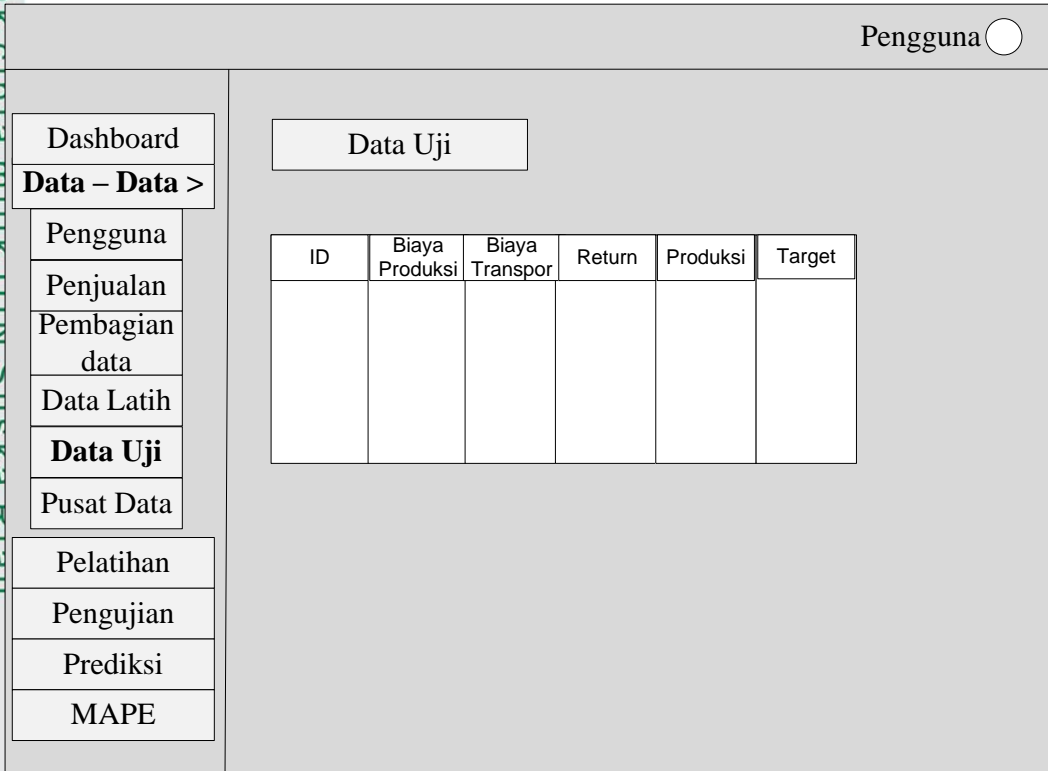 Pengguna
Dashboard
Data – Data >
Pengguna
Penjualan
Pembagian
data
Data Latih
Data Uji
Pusat Data
Pelatihan
Pengujian
Prediksi
MAPE
Data Uji
ID
Biaya
Produksi
Biaya
Transpor
Return
Produksi
Target